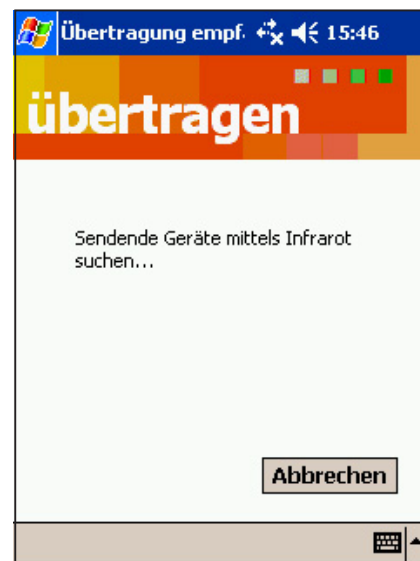 Übertragung empf. 15:46
übertragen
Sendende Geräte mittels Infrarot
suchen...
Abbrechen